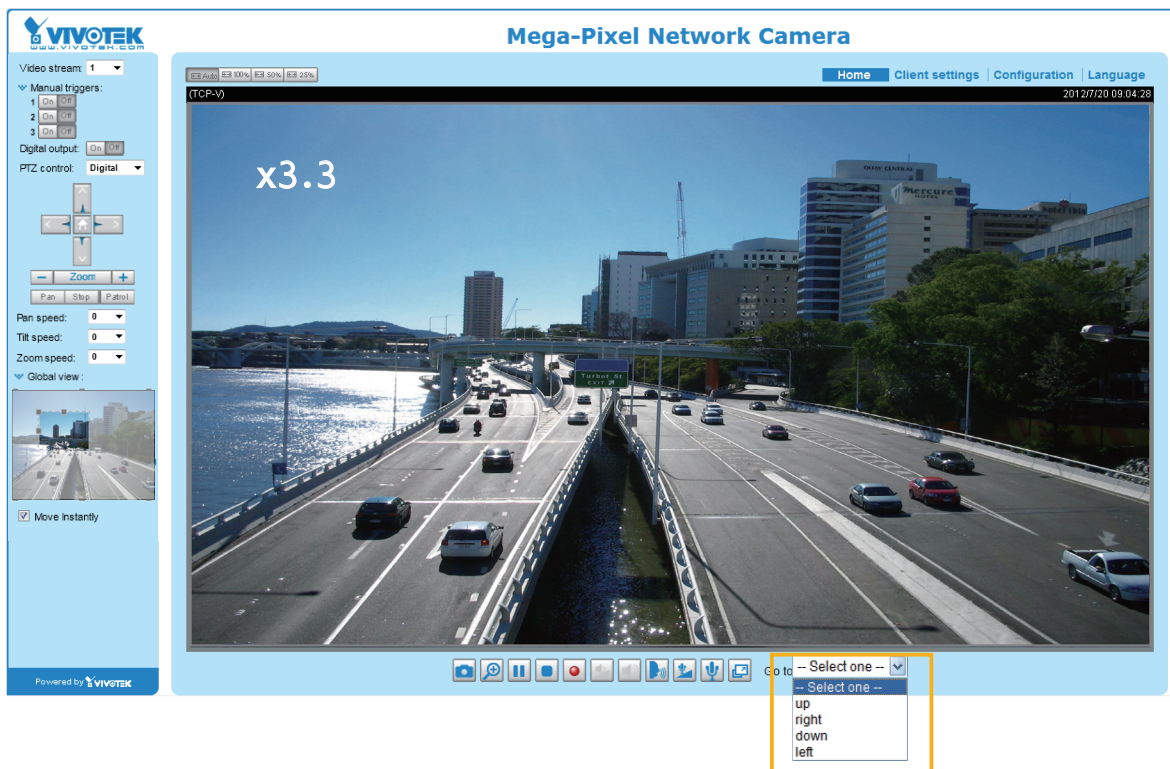 VIVOTEK
www.vivotek.com
Mega-Pixel Network Camera
Video stream: 1
Manual triggers:
1 On Off
2 On Off
3 On Off
Digital output: On Off
PTZ control: Digital
Zoom
Pan Stop Patrol
Pan speed: 0
Tilt speed: 0
Zoom speed: 0
Global view :
Move Instantly
Powered by VIVOTEK
Auto 100% 50% 25%
Home Client settings Configuration Language
(TCP-V) 2012/7/20 09:04:28
x3.3
QUAY CENTRAL
Mercure
HOTEL
hotel ibis
Turbot St
EXIT
Go to -- Select one --
-- Select one --
up
right
down
left